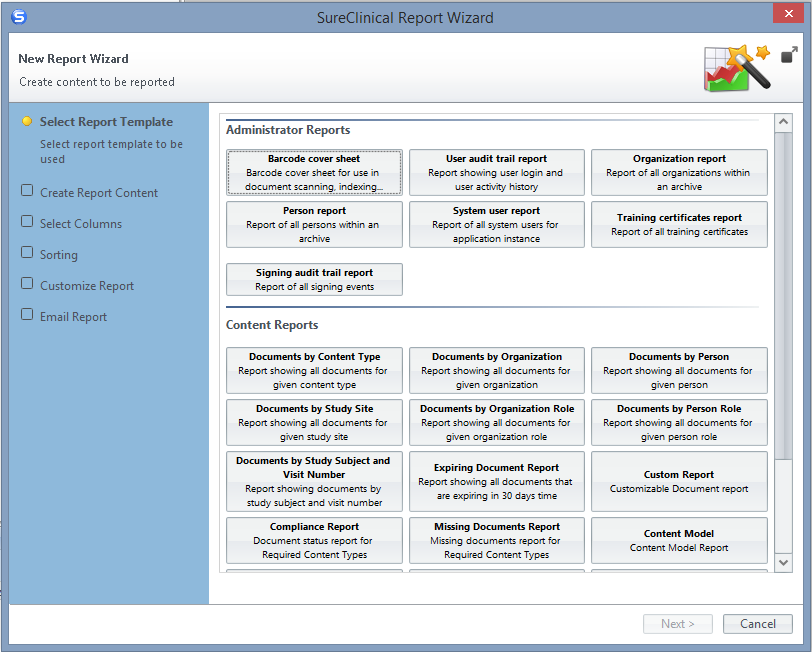 SureClinical Report Wizard
New Report Wizard
Create content to be reported
Select Report Template
Select report template to be
used
Create Report Content
Select Columns
Sorting
Customize Report
Email Report
Administrator Reports
Barcode cover sheet
Barcode cover sheet for use in
document scanning, indexing...
User audit trail report
Report showing user login and
user activity history
Organization report
Report of all organizations within
an archive
Person report
Report of all persons within an
archive
System user report
Report of all system users for
application instance
Training certificates report
Report of all training certificates
Signing audit trail report
Report of all signing events
Content Reports
Documents by Content Type
Report showing all documents for
given content type
Documents by Organization
Report showing all documents for
given organization
Documents by Person
Report showing all documents for
given person
Documents by Study Site
Report showing all documents for
given study site
Documents by Organization Role
Report showing all documents for
given organization role
Documents by Person Role
Report showing all documents for
given person role
Documents by Study Subject and
Visit Number
Report showing documents by
study subject and visit number
Expiring Document Report
Report showing all documents that
are expiring in 30 days time
Custom Report
Customizable Document report
Compliance Report
Document status report for
Required Content Types
Missing Documents Report
Missing documents report for
Required Content Types
Content Model
Content Model Report
Next >
Cancel